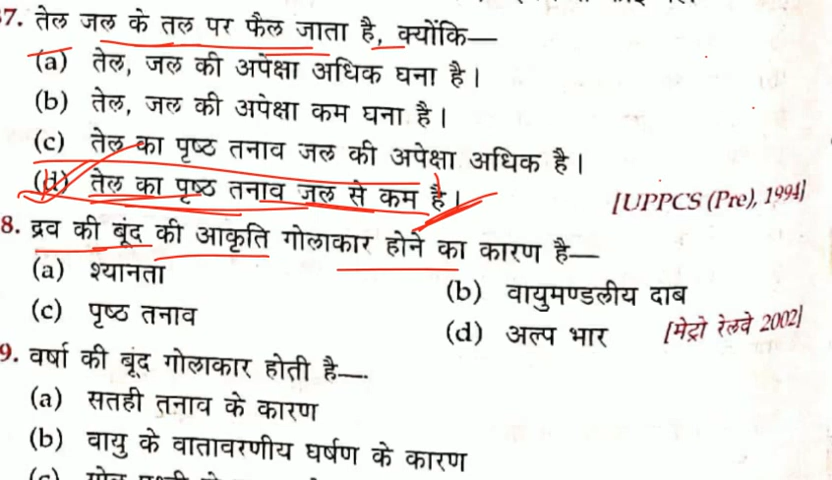 37. तेल जल के तल पर फैल जाता है, क्योंकि—
(a) तेल, जल की अपेक्षा अधिक घना है।
(b) तेल, जल की अपेक्षा कम घना है।
(c) तेल का पृष्ठ तनाव जल की अपेक्षा अधिक है।
(d) तेल का पृष्ठ तनाव जल से कम है।
[UPPCS (Pre), 1994]
8. द्रव की बूंद की आकृति गोलाकार होने का कारण है—
(a) श्यानता
(b) वायुमण्डलीय दाब
(c) पृष्ठ तनाव
(d) अल्प भार
[मेट्रो रेलवे 2002]
9. वर्षा की बूंद गोलाकार होती है—
(a) सतही तनाव के कारण
(b) वायु के वातावरणीय घर्षण के कारण